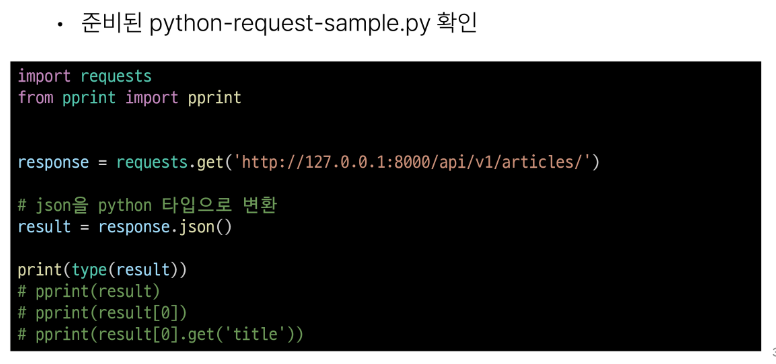 • 준비된 python-request-sample.py 확인
import requests
from pprint import pprint
response = requests.get('http://127.0.0.1:8000/api/v1/articles/')
# json을 python 타입으로 변환
result = response.json()
print(type(result))
# pprint(result)
# pprint(result[0])
# pprint(result[0].get('title'))